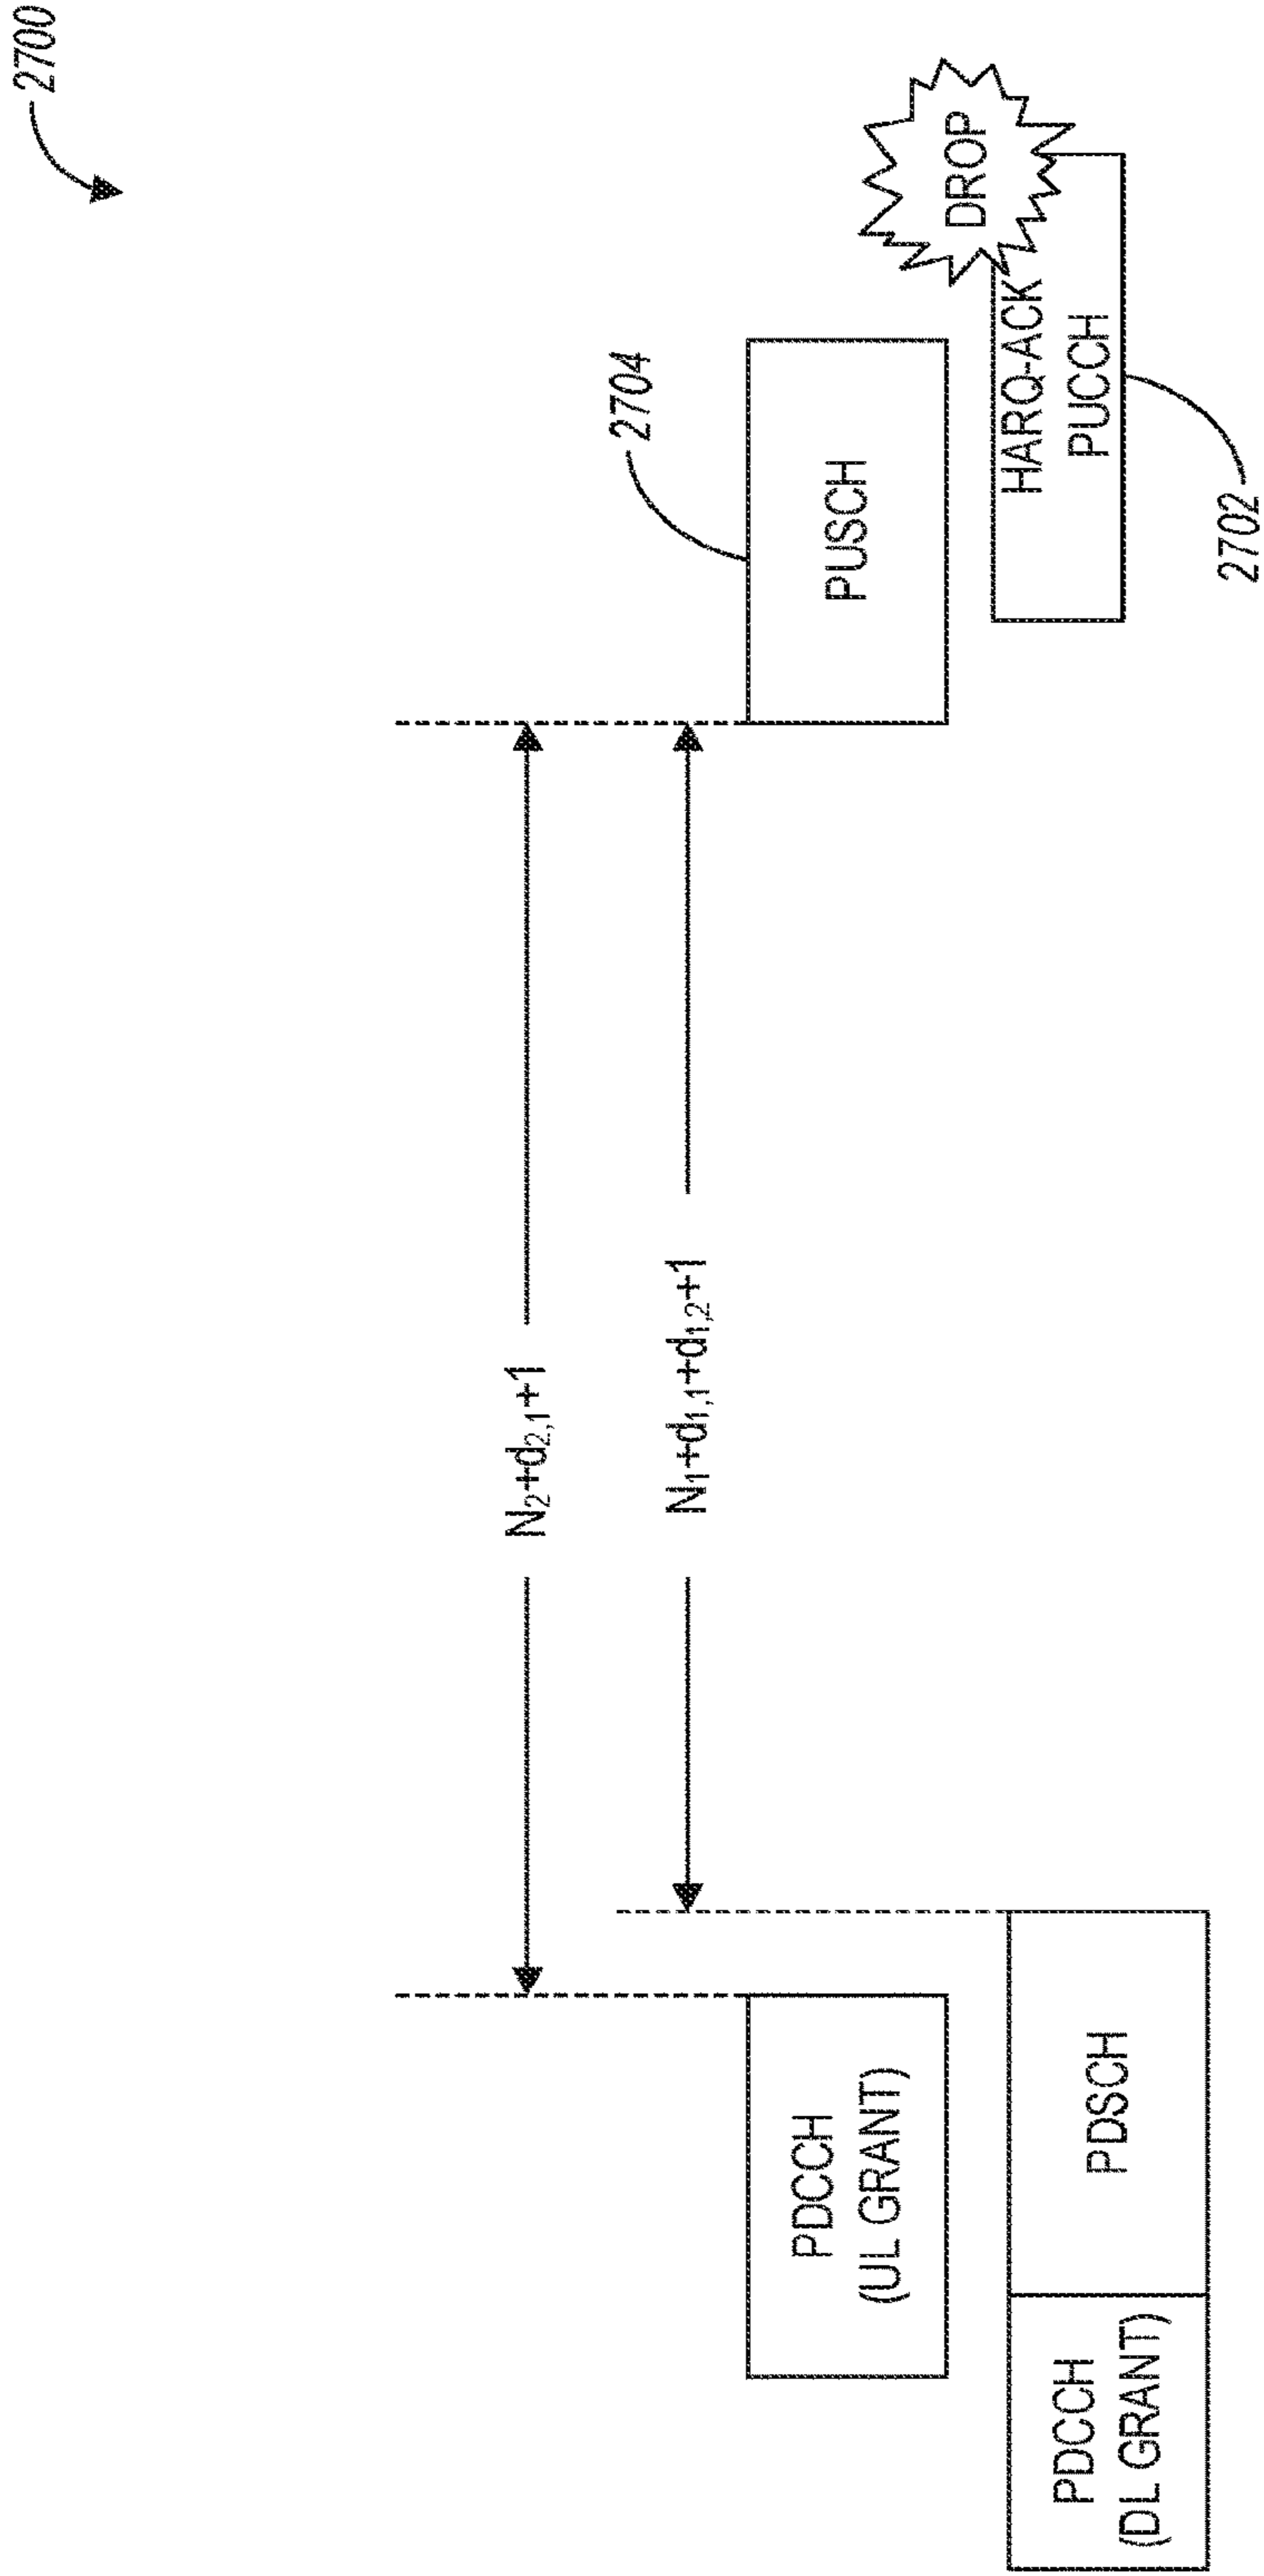 2700
N2+d2,1+1
N1+d1,1+d1,2+1
PDCCH
(UL GRANT)
PUSCH
2704
DROP
PDCCH
(DL GRANT)
PDSCH
HARQ-ACK
PUCCH
2702